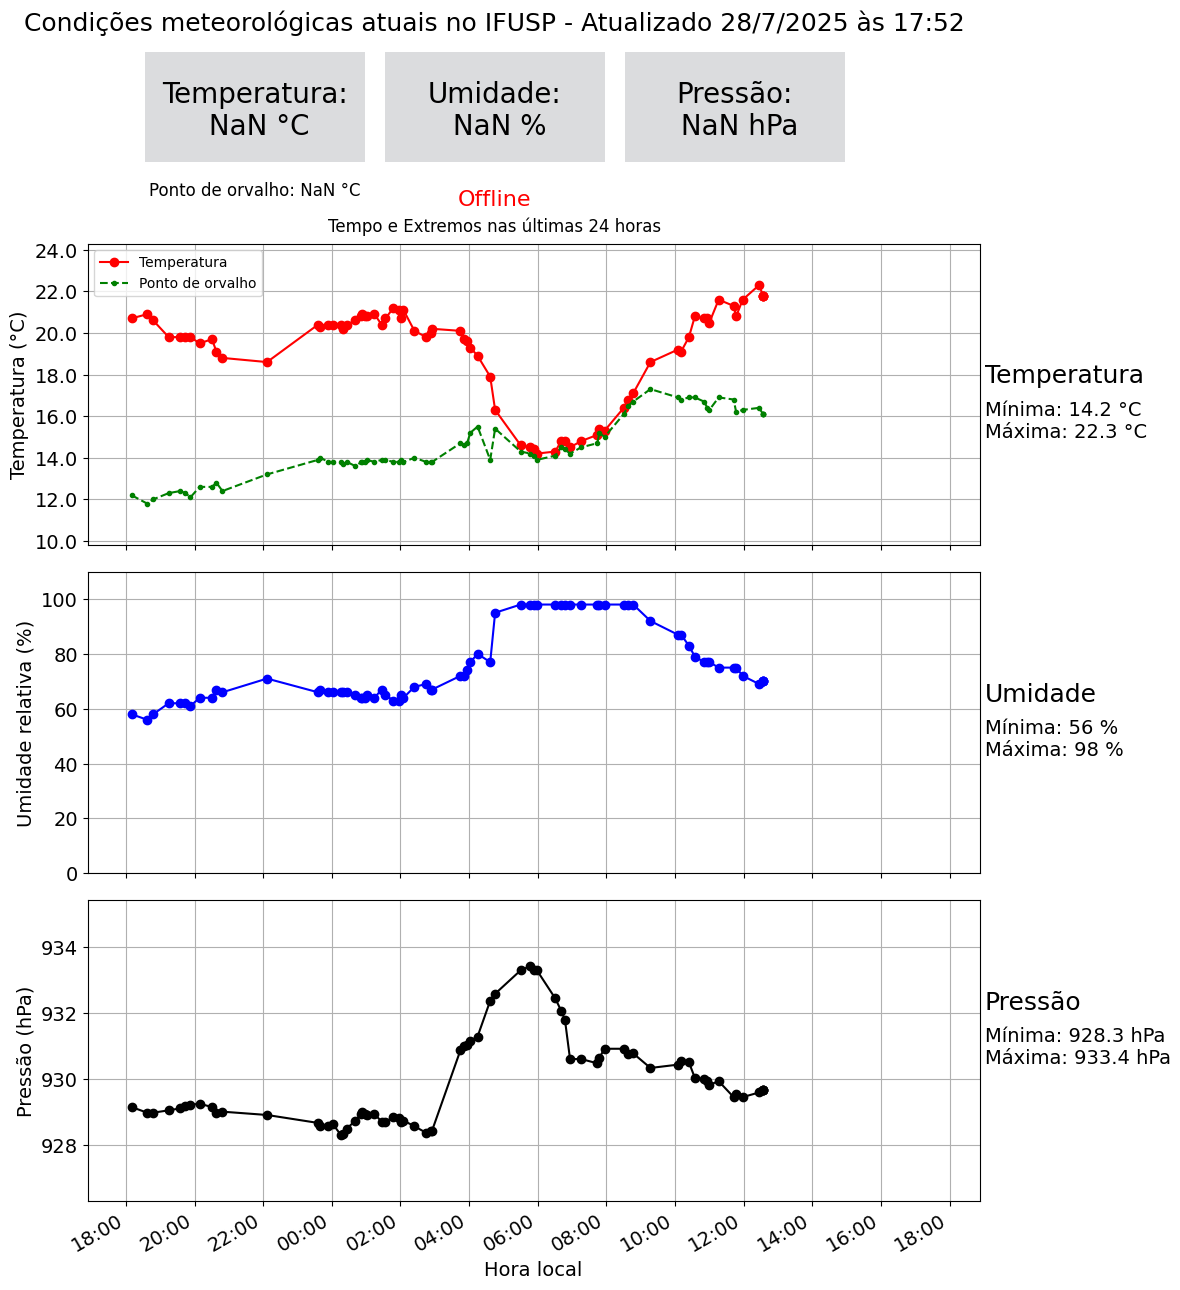 Condições meteorológicas atuais no IFUSP - Atualizado 28/7/2025 às 17:52
Temperatura:
NaN °C
Umidade:
NaN %
Pressão:
NaN hPa
Ponto de orvalho: NaN °C
Offline
Tempo e Extremos nas últimas 24 horas
Temperatura
Ponto de orvalho
Temperatura (°C)
24.0
22.0
20.0
18.0
16.0
14.0
12.0
10.0
Temperatura
Mínima: 14.2 °C
Máxima: 22.3 °C
Umidade relativa (%)
100
80
60
40
20
0
Umidade
Mínima: 56 %
Máxima: 98 %
Pressão (hPa)
934
932
930
928
Pressão
Mínima: 928.3 hPa
Máxima: 933.4 hPa
18:00
20:00
22:00
00:00
02:00
04:00
06:00
08:00
10:00
12:00
14:00
16:00
18:00
Hora local